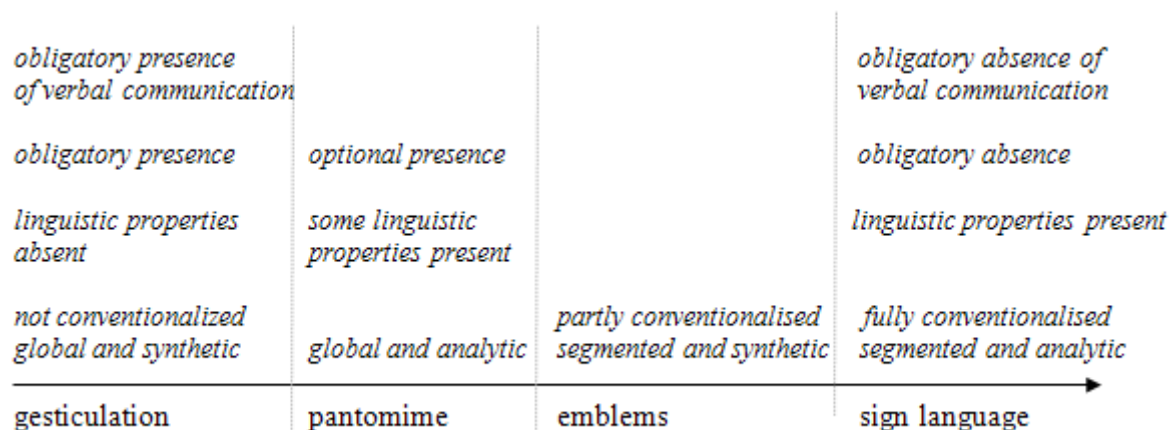 obligatory presence
of verbal communication
obligatory absence of
verbal communication
obligatory presence
optional presence
obligatory absence
linguistic properties
absent
some linguistic
properties present
linguistic properties present
not conventionalized
global and synthetic
global and analytic
partly conventionalised
segmented and synthetic
fully conventionalised
segmented and analytic
gesticulation
pantomime
emblems
sign language